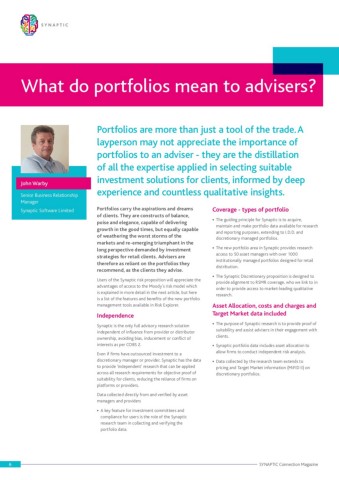 SYNAPTIC
What do portfolios mean to advisers?
John Warby
Senior Business Relationship
Manager
Synaptic Software Limited
Portfolios are more than just a tool of the trade. A
layperson may not appreciate the importance of
portfolios to an adviser - they are the distillation
of all the expertise applied in selecting suitable
investment solutions for clients, informed by deep
experience and countless qualitative insights.
Portfolios carry the aspirations and dreams
of clients. They are constructs of balance,
poise and elegance, capable of delivering
growth in the good times, but equally capable
of weathering the worst storms of the
markets and re-emerging triumphant in the
long perspective demanded by investment
strategies for retail clients. Advisers are
therefore as reliant on the portfolios they
recommend, as the clients they advise.
Users of the Synaptic risk proposition will appreciate the
advantages of access to the Moody's risk model which
is explained in more detail in the next article, but here
is a list of the features and benefits of the new portfolio
management tools available in Risk Explorer.
Independence
Synaptic is the only full advisory research solution
independent of influence from provider or distributor
ownership, avoiding bias, inducement or conflict of
interests as per COBS 2.
Even if firms have outsourced investment to a
discretionary manager or provider, Synaptic has the data
to provide 'independent' research that can be applied
across all research requirements for objective proof of
suitability for clients, reducing the reliance of firms on
platforms or providers.
Data collected directly from and verified by asset
managers and providers
• A key feature for investment committees and
compliance for users is the role of the Synaptic
research team in collecting and verifying the
portfolio data.
Coverage - types of portfolio
• The guiding principle for Synaptic is to acquire,
maintain and make portfolio data available for research
and reporting purposes, extending to
discretionary managed portfolios.
• The new portfolio area in Synaptic provides research
access to 60 asset managers with over 1000
institutionally managed portfolios designed for retail
distribution.
• The Synaptic Discretionary proposition is designed to
provide alignment to coverage, who we link to in
order to provide access to market-leading qualitative
research.
Asset Allocation, costs and charges and
Target Market data included
• The purpose of Synaptic research is to provide proof of
suitability and assist advisers in their engagement with
clients.
• Synaptic portfolio data includes asset allocation to
allow firms to conduct independent risk analysis.
• Data collected by the research team extends to
pricing and Target Market information (MiFID II) on
discretionary portfolios.
SYNAPTIC Connection Magazine